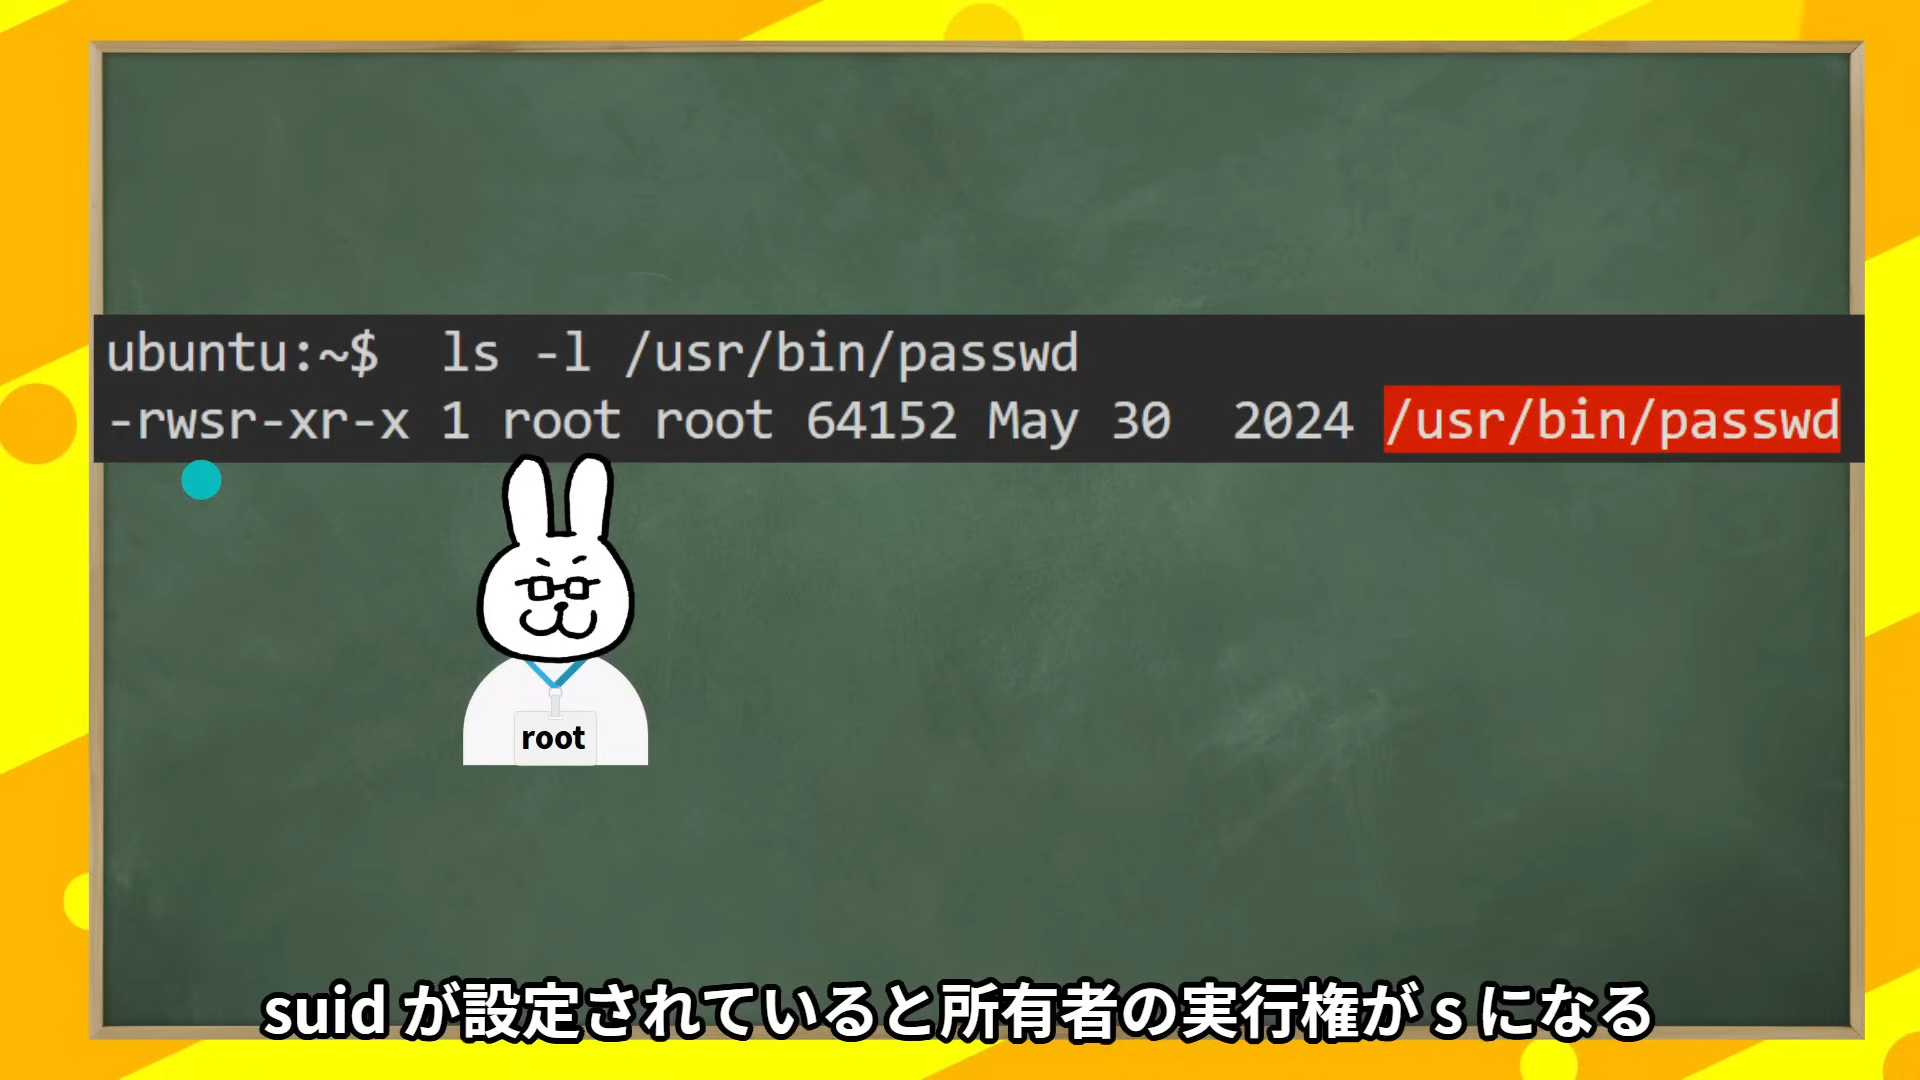 ubuntu:~$  ls -l /usr/bin/passwd
-rwsr-xr-x 1 root root 64152 May 30  2024 /usr/bin/passwd
root
suid が設定されていると所有者の実行権が s になる